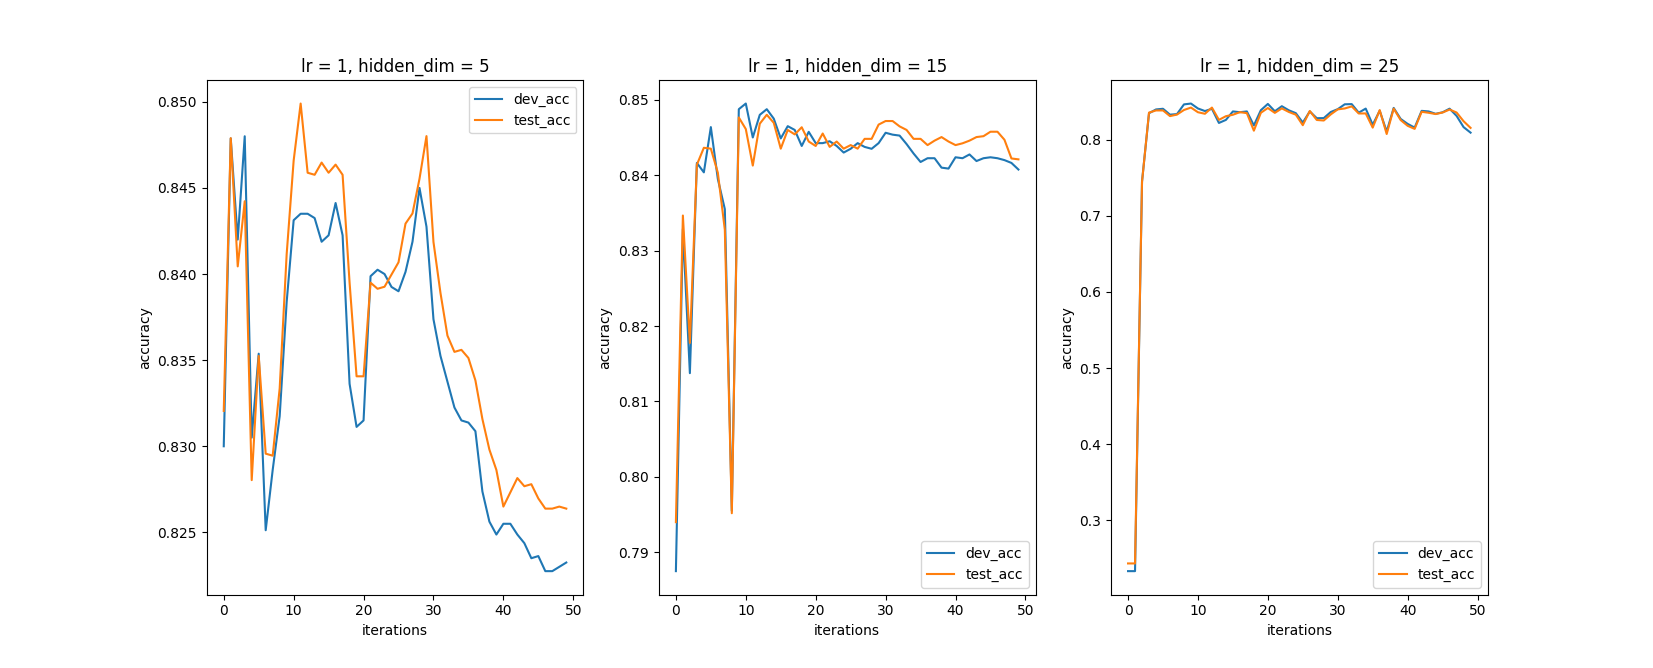 lr = 1, hidden_dim = 5
accuracy
0.850
0.845
0.840
0.835
0.830
0.825
dev_acc
test_acc
0 10 20 30 40 50
iterations
lr = 1, hidden_dim = 15
accuracy
0.85
0.84
0.83
0.82
0.81
0.80
0.79
dev_acc
test_acc
0 10 20 30 40 50
iterations
lr = 1, hidden_dim = 25
accuracy
0.8
0.7
0.6
0.5
0.4
0.3
dev_acc
test_acc
0 10 20 30 40 50
iterations